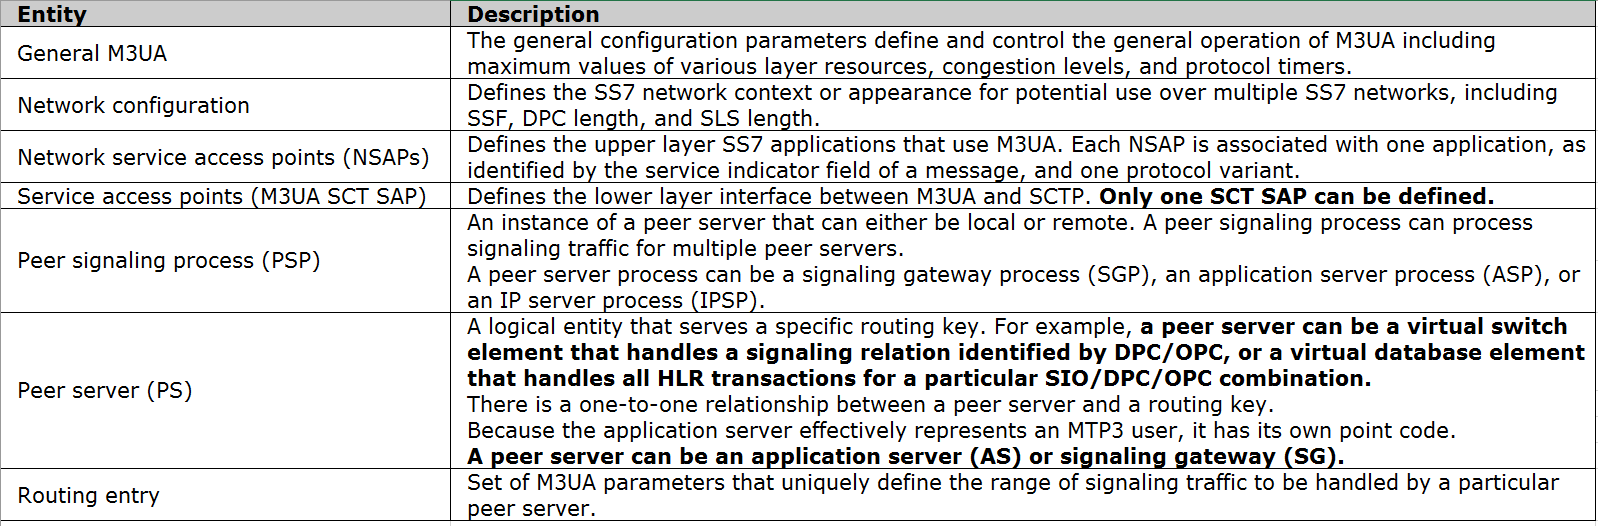 Entity Description
General M3UA
The general configuration parameters define and control the general operation of M3UA including
maximum values of various layer resources, congestion levels, and protocol timers.
Network configuration
Defines the SS7 network context or appearance for potential use over multiple SS7 networks, including
SSF, DPC length, and SLS length.
Network service access points (NSAPs)
Defines the upper layer SS7 applications that use M3UA. Each NSAP is associated with one application, as
identified by the service indicator field of a message, and one protocol variant.
Service access points (M3UA SCT SAP) Defines the lower layer interface between M3UA and SCTP. Only one SCT SAP can be defined.
Peer signaling process (PSP)
An instance of a peer server that can either be local or remote. A peer signaling process can process
signaling traffic for multiple peer servers.
A peer server process can be a signaling gateway process (SGP), an application server process (ASP), or
an IP server process (IPSP).
Peer server (PS)
A logical entity that serves a specific routing key. For example, a peer server can be a virtual switch
element that handles a signaling relation identified by DPC/OPC, or a virtual database element
that handles all HLR transactions for a particular SIO/DPC/OPC combination.
There is a one-to-one relationship between a peer server and a routing key.
Because the application server effectively represents an MTP3 user, it has its own point code.
A peer server can be an application server (AS) or signaling gateway (SG).
Routing entry
Set of M3UA parameters that uniquely define the range of signaling traffic to be handled by a particular
peer server.